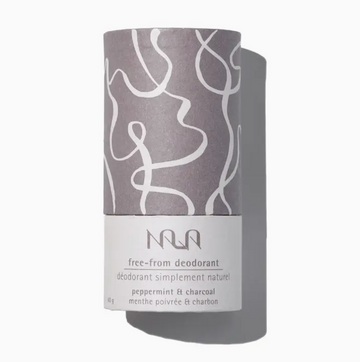 NALA
free-from deodorant
déodorant simplement naturel
peppermint & charcoal
menthe poivrée & charbon